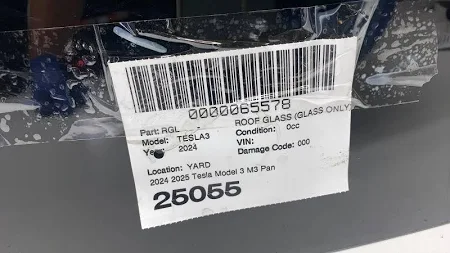 0000065578
Part: RGL - ROOF GLASS (GLASS ONLY)
Model: TESLA3 Condition: 0cc
Year: 2024 VIN:
Damage Code: 000
Location: YARD
2024 2025 Tesla Model 3 M3 Pan
25055